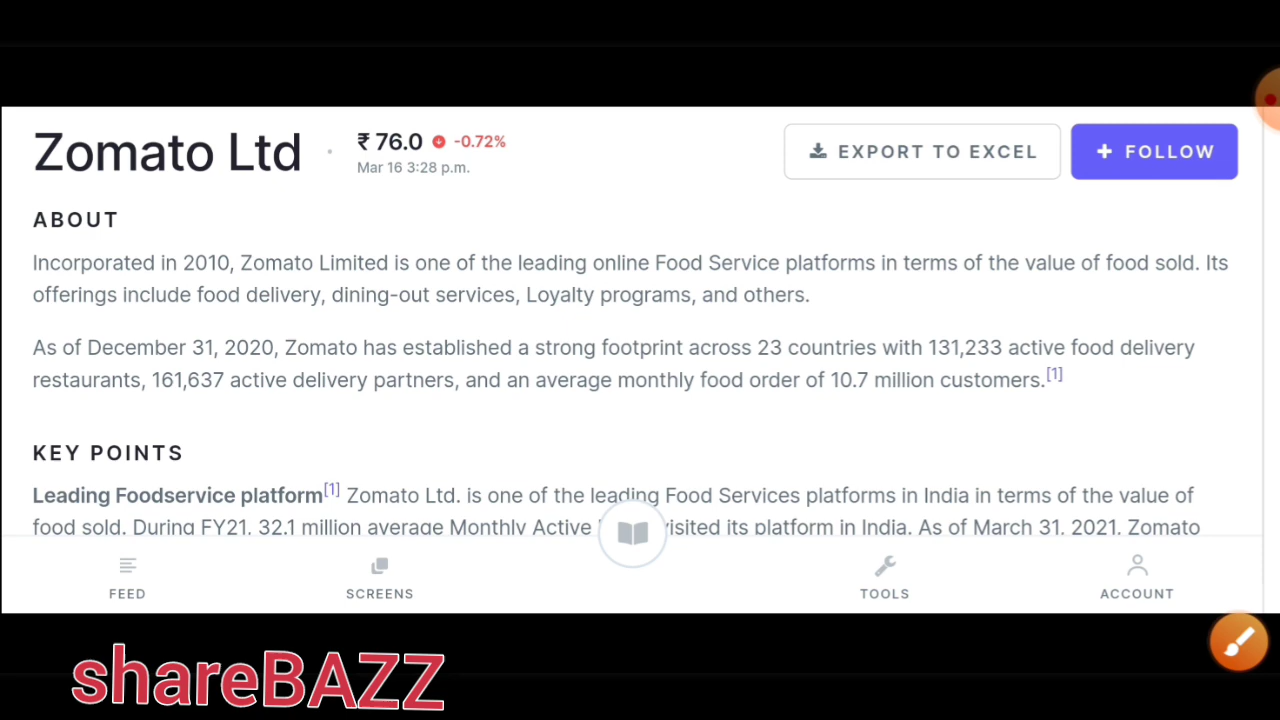 Zomato Ltd
₹ 76.0 -0.72%
Mar 16 3:28 p.m.
EXPORT TO EXCEL
+ FOLLOW
ABOUT
Incorporated in 2010, Zomato Limited is one of the leading online Food Service platforms in terms of the value of food sold. Its
offerings include food delivery, dining-out services, Loyalty programs, and others.
As of December 31, 2020, Zomato has established a strong footprint across 23 countries with 131,233 active food delivery
restaurants, 161,637 active delivery partners, and an average monthly food order of 10.7 million customers.[1]
KEY POINTS
Leading Foodservice platform[1] Zomato Ltd. is one of the leading Food Services platforms in India in terms of the value of
food sold. During FY21, 32.1 million average Monthly Active visited its platform in India. As of March 31, 2021, Zomato
FEED
SCREENS
TOOLS
ACCOUNT
shareBAZZ